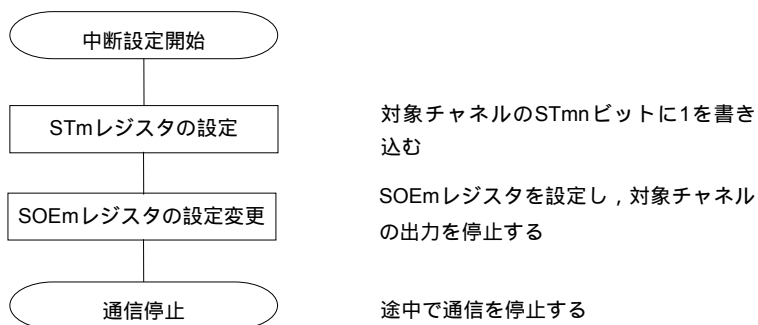 中断設定開始
STmレジスタの設定
対象チャネルのSTmnビットに1を書き
込む
SOEmレジスタの設定変更
SOEmレジスタを設定し，対象チャネル
の出力を停止する
通信停止
途中で通信を停止する